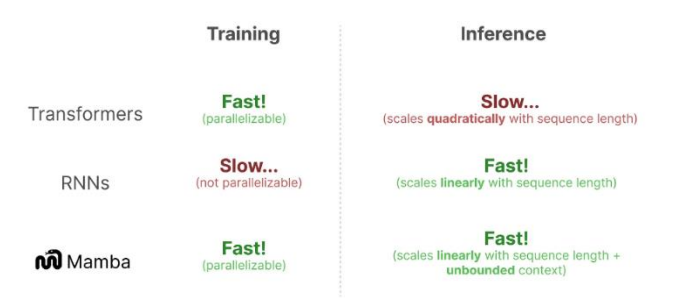 Training Inference
Transformers Fast! Slow...
(parallelizable) (scales quadratically with sequence length)
RNNs Slow... Fast!
(not parallelizable) (scales linearly with sequence length)
Mamba Fast! Fast!
(parallelizable) (scales linearly with sequence length +
unbounded context)